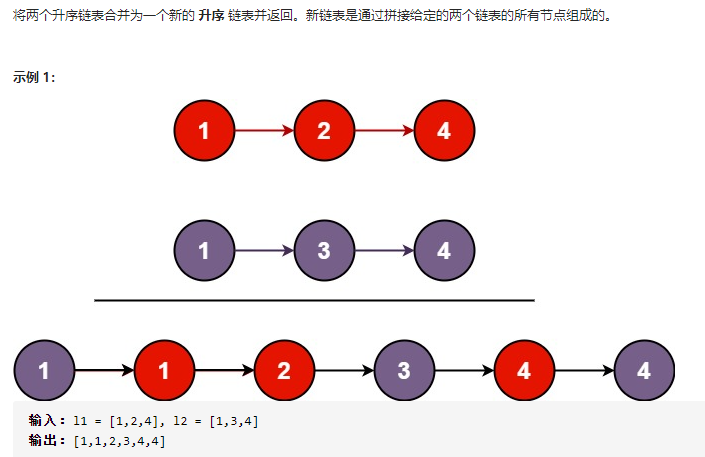 将两个升序链表合并为一个新的 升序 链表并返回。新链表是通过拼接给定的两个链表的所有节点组成的。
示例 1：
1 2 4
1 3 4
1 1 2 3 4 4
输入：l1 = [1,2,4], l2 = [1,3,4]
输出：[1,1,2,3,4,4]